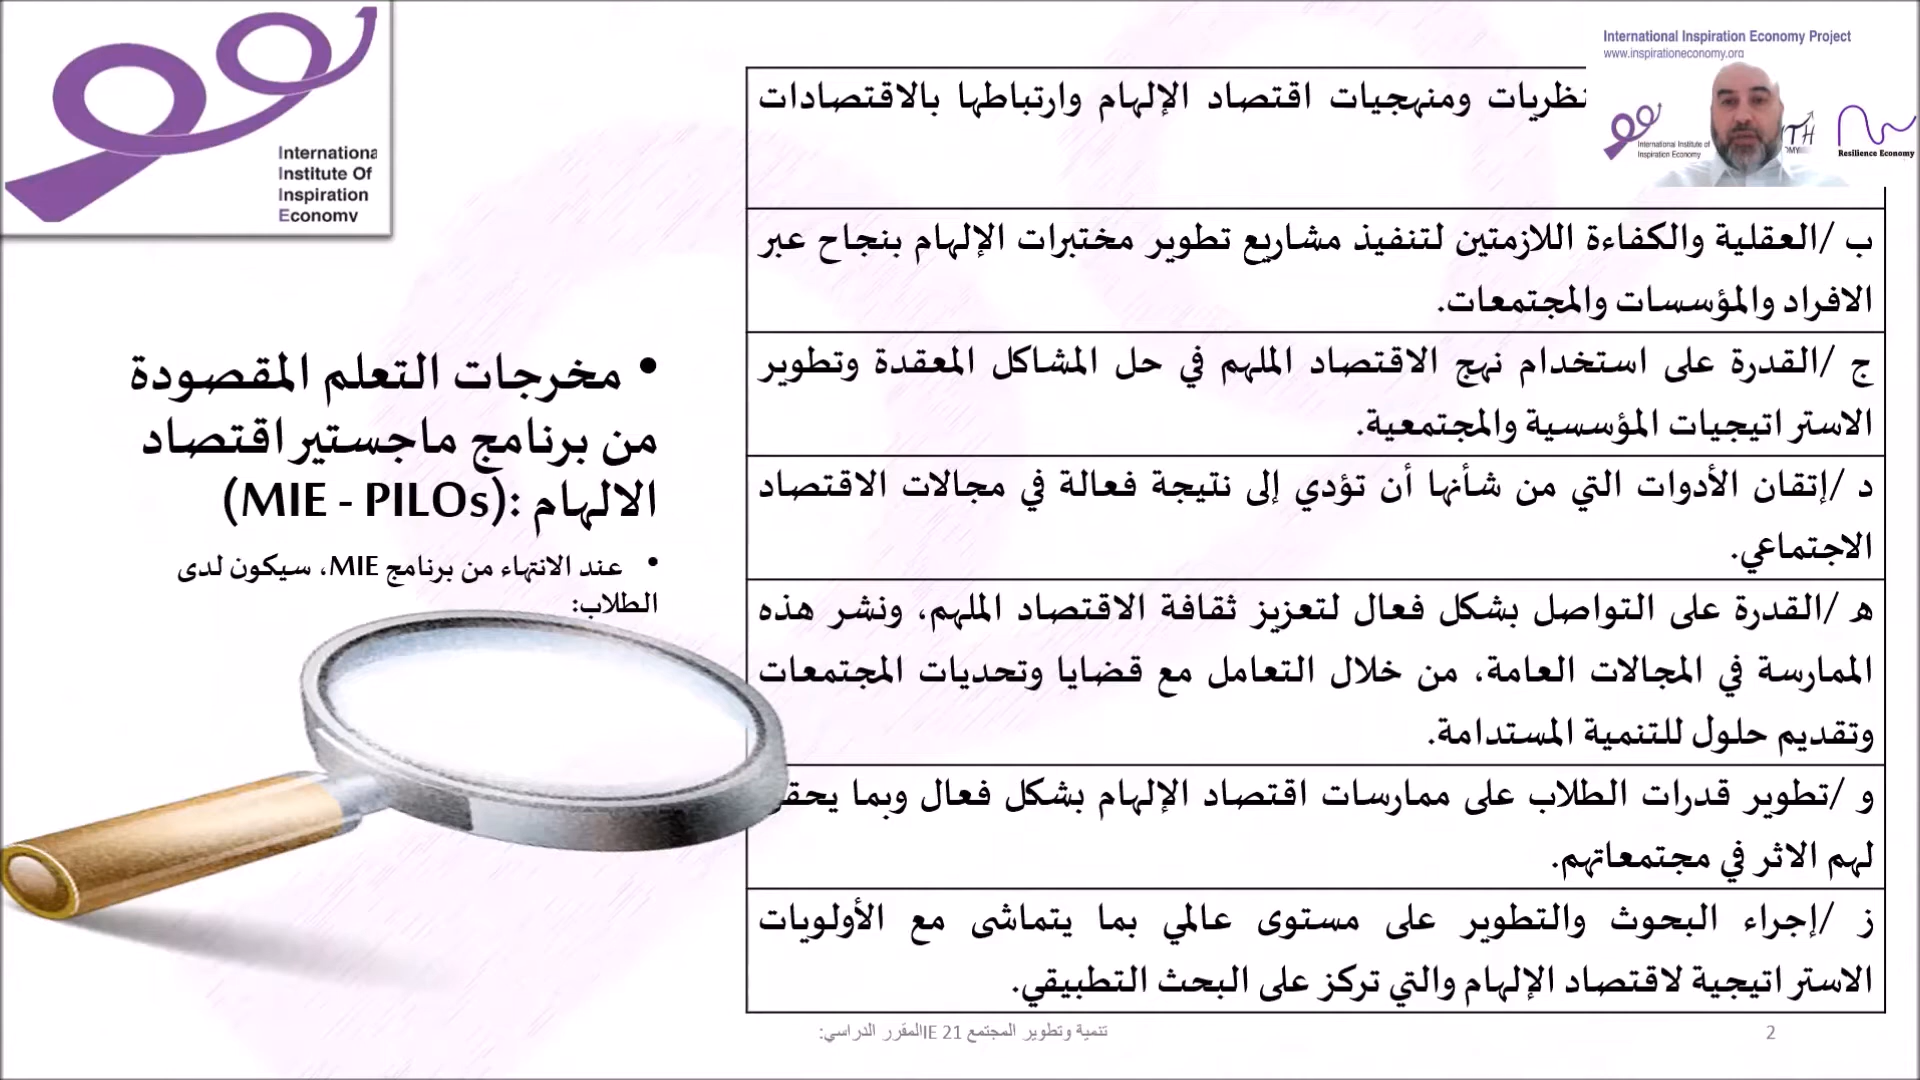 International Institute Of Inspiration Economy
International Inspiration Economy Project
www.inspirationeconomy.org
International Institute of
Inspiration Economy
Resilience Economy
• مخرجات التعلم المقصودة
من برنامج ماجستير اقتصاد
الالهام :(MIE - PILOs)
• عند الانتهاء من برنامج MIE، سيكون لدى
الطلاب:
ومنهجيات اقتصاد الإلهام وارتباطها بالاقتصادات
ب /العقلية والكفاءة اللازمتين لتنفيذ مشاريع تطوير مختبرات الإلهام بنجاح عبر
الافراد والمؤسسات والمجتمعات.
ج /القدرة على استخدام نهج الاقتصاد الملهم في حل المشاكل المعقدة وتطوير
الاستراتيجيات المؤسسية والمجتمعية.
د /إتقان الأدوات التي من شأنها أن تؤدي إلى نتيجة فعالة في مجالات الاقتصاد
الاجتماعي.
ه /القدرة على التواصل بشكل فعال لتعزيز ثقافة الاقتصاد الملهم، ونشر هذه
الممارسة في المجالات العامة، من خلال التعامل مع قضايا وتحديات المجتمعات
وتقديم حلول للتنمية المستدامة.
و /تطوير قدرات الطلاب على ممارسات اقتصاد الإلهام بشكل فعال وبما
لهم الاثر في مجتمعاتهم.
ز /إجراء البحوث والتطوير على مستوى عالمي بما يتماشى مع الأولويات
الاستراتيجية لاقتصاد الإلهام والتي تركز على البحث التطبيقي.
تنمية وتطوير المجتمع IE 21المقرر الدراسي:
2